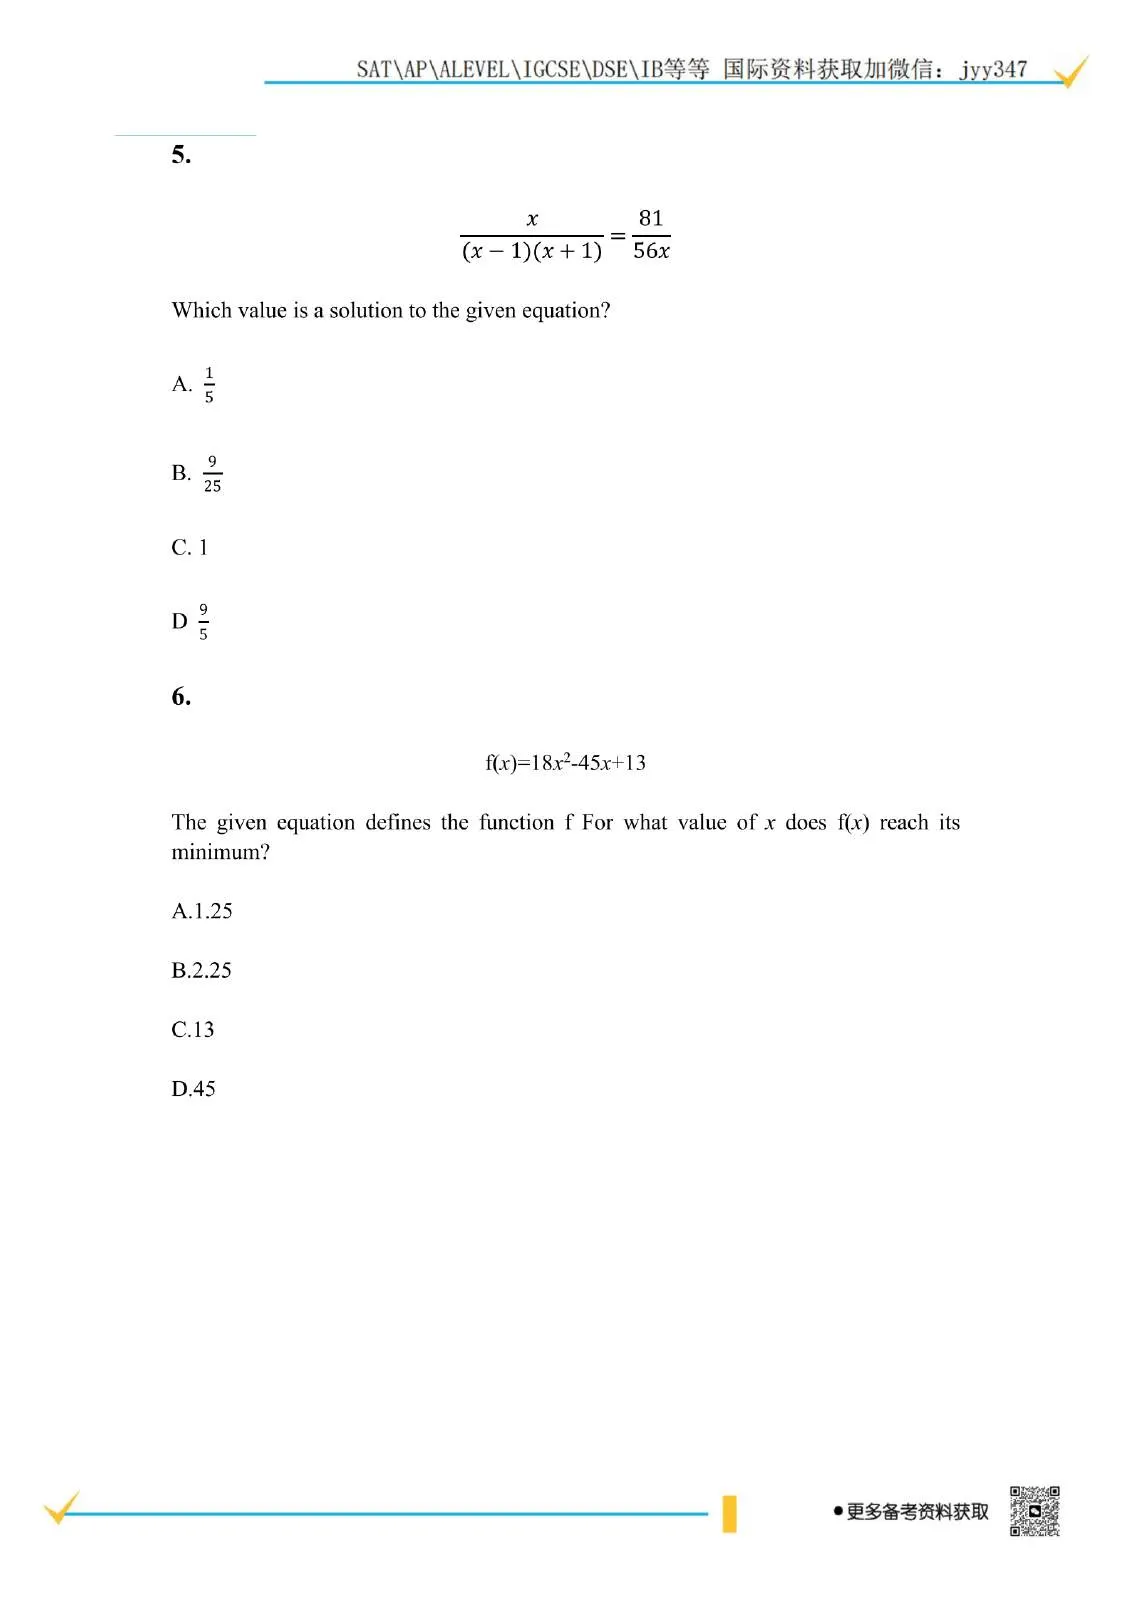 SAT\AP\ALEVEL\IGCSE\DSE\IB等等 国际资料获取加微信：jyy347
5.
x/((x − 1)(x + 1)) = 81/56x
Which value is a solution to the given equation?
A. 1/5
B. 9/25
C. 1
D 9/5
6.
f(x)=18x²-45x+13
The given equation defines the function f For what value of x does f(x) reach its
minimum?
A.1.25
B.2.25
C.13
D.45
●更多备考资料获取